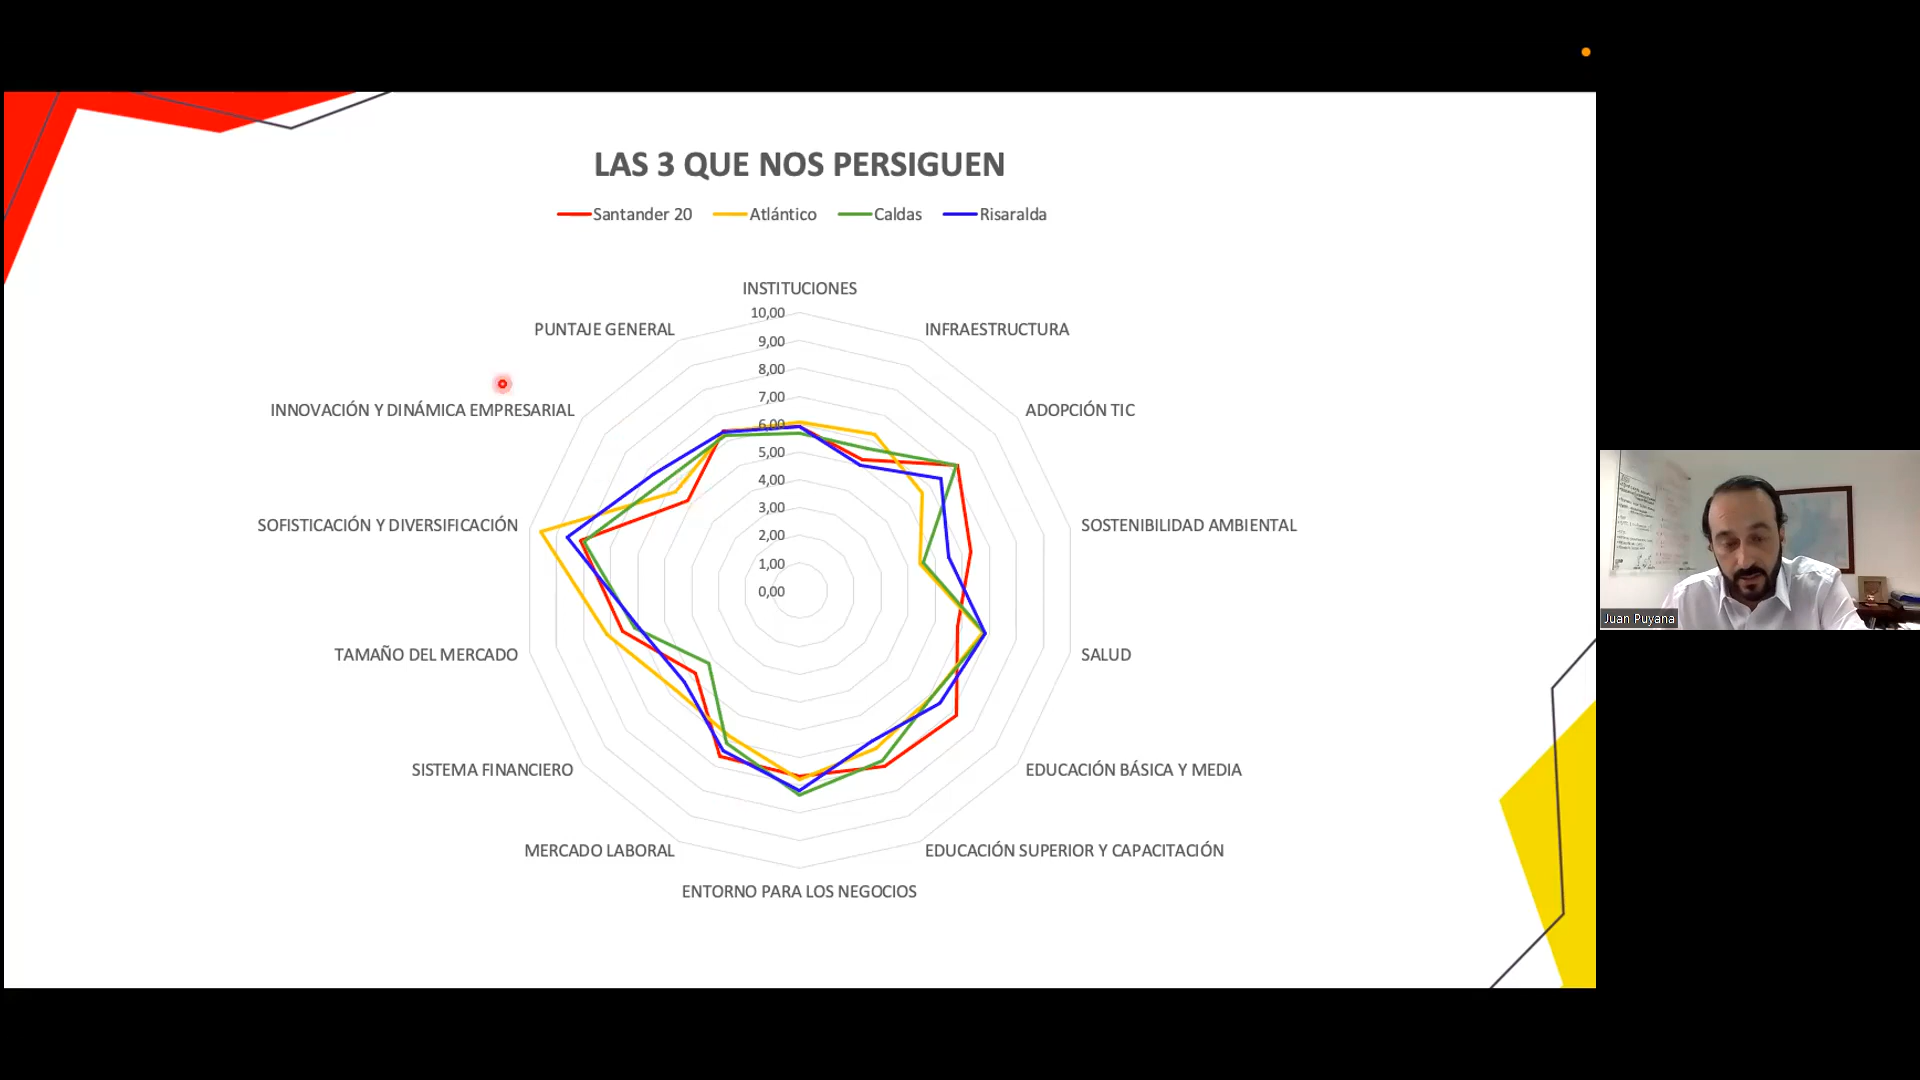 LAS 3 QUE NOS PERSIGUEN
Santander 20 Atlántico Caldas Risaralda
INSTITUCIONES
10,00
PUNTAJE GENERAL
INFRAESTRUCTURA
9,00
8,00
7,00
INNOVACIÓN Y DINÁMICA EMPRESARIAL
ADOPCIÓN TIC
6,00
5,00
4,00
3,00
SOFISTICACIÓN Y DIVERSIFICACIÓN
SOSTENIBILIDAD AMBIENTAL
2,00
1,00
0,00
Juan Puyana
TAMAÑO DEL MERCADO
SALUD
SISTEMA FINANCIERO
EDUCACIÓN BÁSICA Y MEDIA
MERCADO LABORAL
EDUCACIÓN SUPERIOR Y CAPACITACIÓN
ENTORNO PARA LOS NEGOCIOS